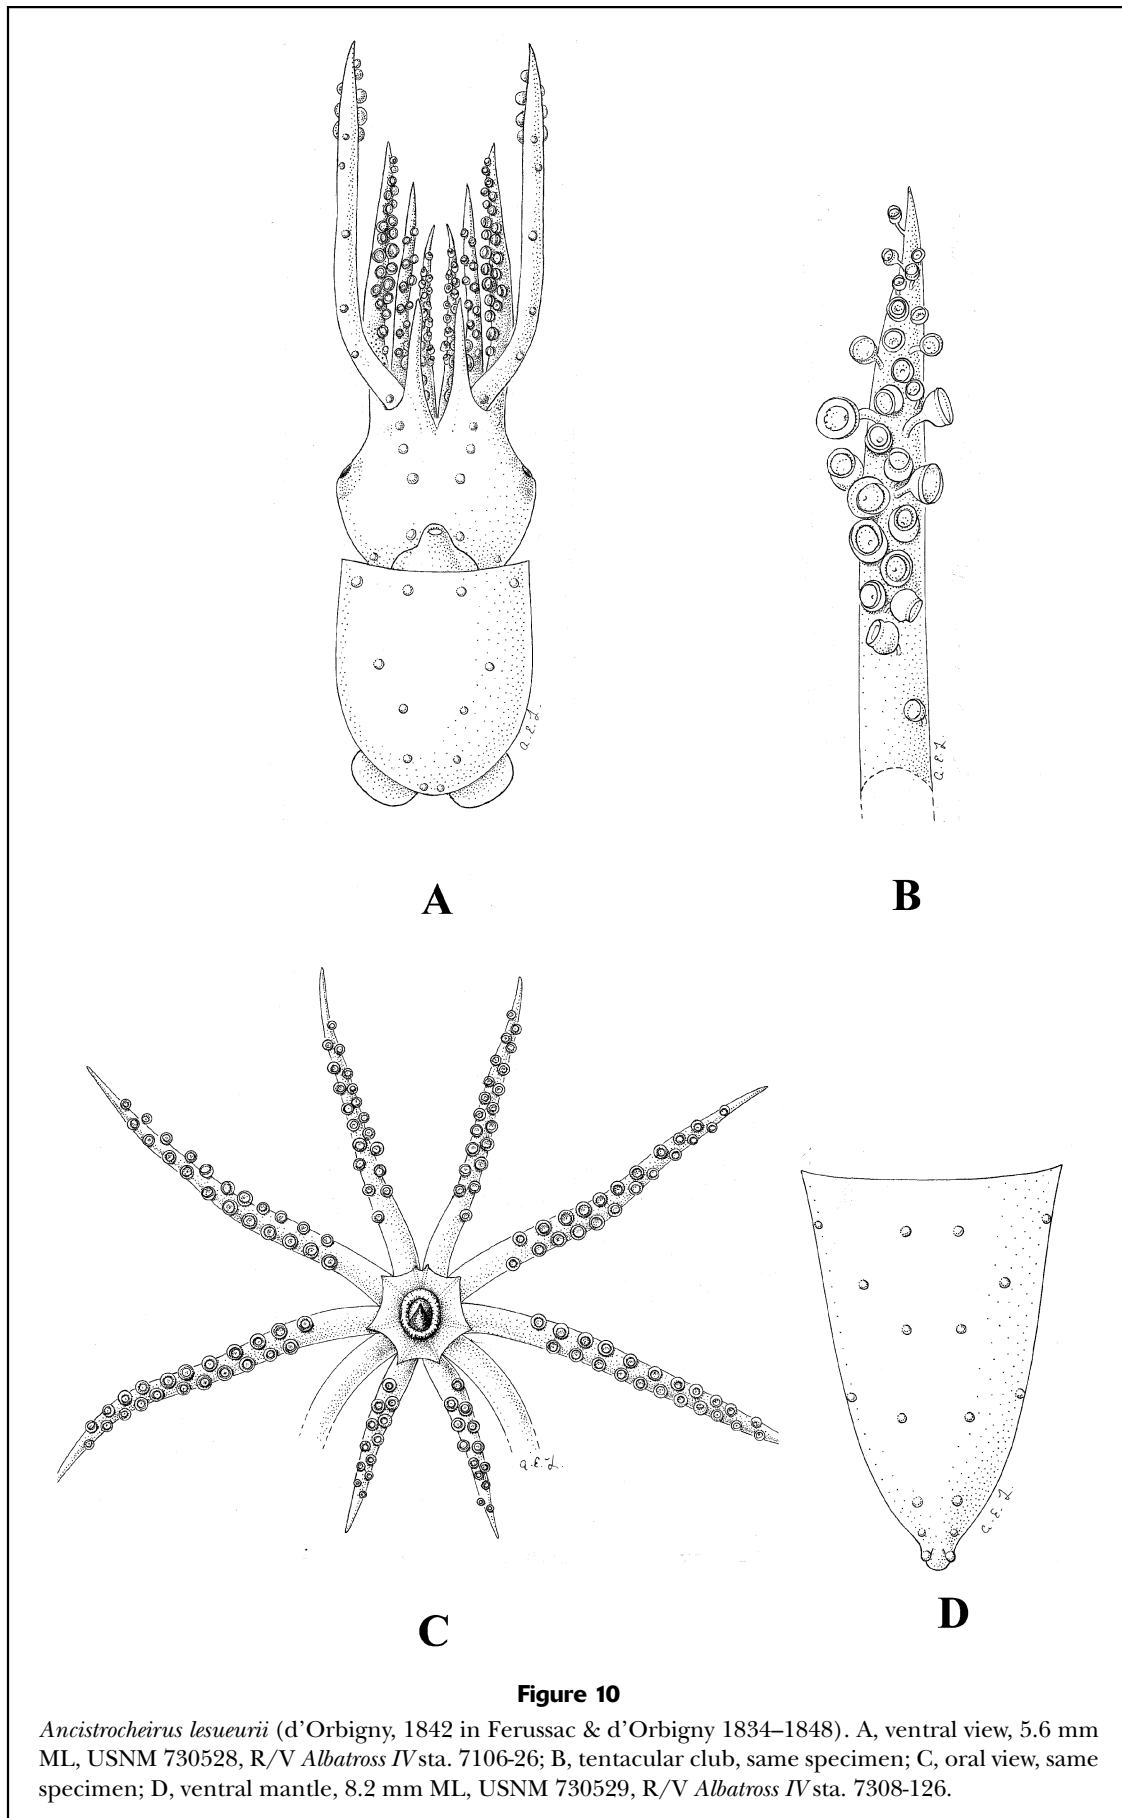 a.E.L.
a.E.L.
A
B
a.E.L.
a.E.L.
C
D
Figure 10
Ancistrocheirus lesueurii (d’Orbigny, 1842 in Ferussac & d’Orbigny 1834–1848). A, ventral view, 5.6 mm
ML, USNM 730528, R/V Albatross IV sta. 7106-26; B, tentacular club, same specimen; C, oral view, same
specimen; D, ventral mantle, 8.2 mm ML, USNM 730529, R/V Albatross IV sta. 7308-126.